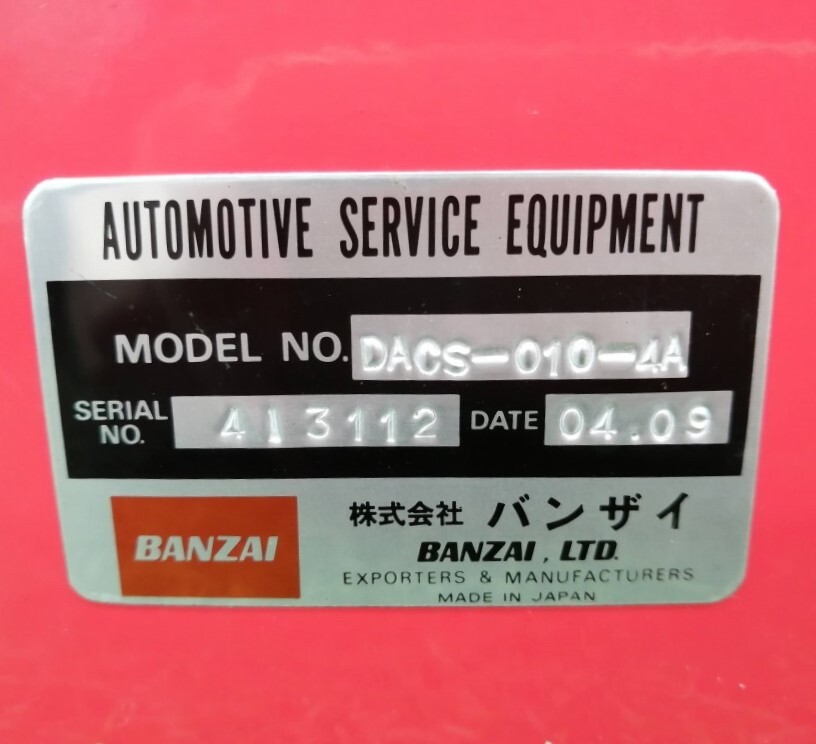 AUTOMOTIVE SERVICE EQUIPMENT
MODEL NO. DACS-010-4A
SERIAL NO. 413112 DATE 04.09
BANZAI
株式会社 バンザイ
BANZAI, LTD.
EXPORTERS & MANUFACTURERS
MADE IN JAPAN